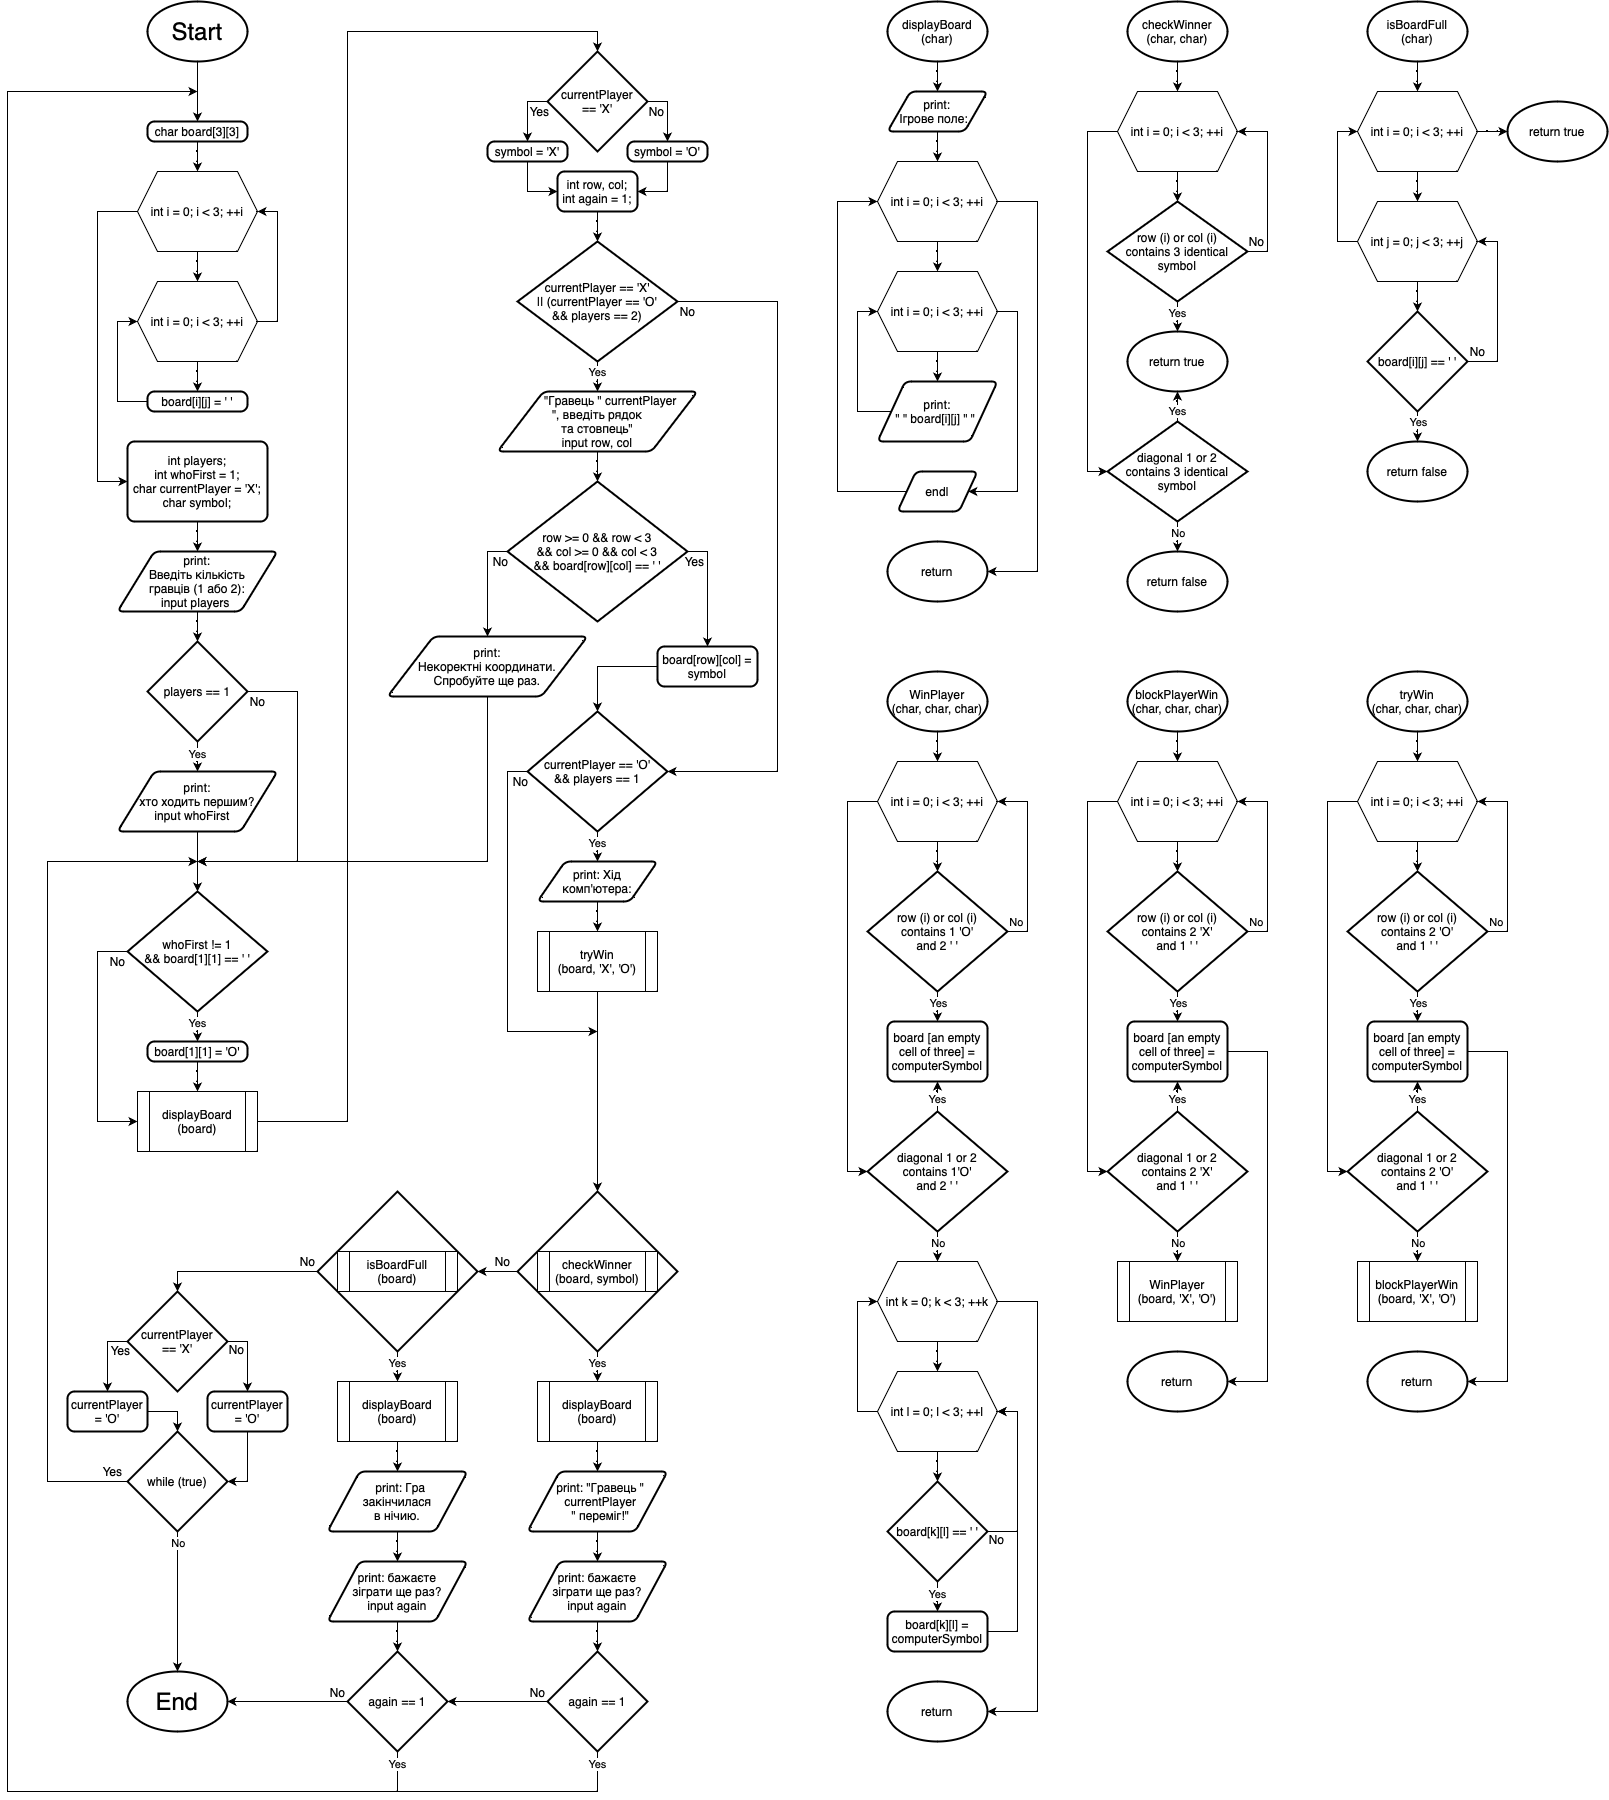 Start
char board[3][3]
int i = 0; i < 3; ++i
int i = 0; i < 3; ++i
board[i][j] = ' '
int players;
int whoFirst = 1;
char currentPlayer = 'X';
char symbol;
print:
Введіть кількість
гравців (1 або 2):
input players
players == 1
No
Yes
print:
хто ходить першим?
input whoFirst
whoFirst != 1
&& board[1][1] == ' '
No
Yes
board[1][1] = 'O'
displayBoard
(board)
currentPlayer
== 'X'
Yes
No
symbol = 'X'
symbol = 'O'
int row, col;
int again = 1;
currentPlayer == 'X'
|| (currentPlayer == 'O'
&& players == 2)
No
Yes
"Гравець " currentPlayer
", введіть рядок
та стовпець"
input row, col
row >= 0 && row < 3
&& col >= 0 && col < 3
&& board[row][col] == ' '
No
Yes
print:
Некоректні координати.
Спробуйте ще раз.
board[row][col] =
symbol
currentPlayer == 'O'
&& players == 1
No
Yes
print: Хід
комп'ютера:
tryWin
(board, 'X', 'O')
checkWinner
(board, symbol)
No
Yes
isBoardFull
(board)
No
Yes
currentPlayer
== 'X'
Yes
No
currentPlayer
= 'O'
currentPlayer
= 'O'
while (true)
Yes
No
End
displayBoard
(board)
print: Гра
закінчилася
в нічию.
print: бажаєте
зіграти ще раз?
input again
again == 1
No
Yes
displayBoard
(board)
print: "Гравець "
currentPlayer
" переміг!"
print: бажаєте
зіграти ще раз?
input again
again == 1
No
Yes
displayBoard
(char)
print:
Ігрове поле:
int i = 0; i < 3; ++i
int i = 0; i < 3; ++i
print:
" " board[i][j] " "
endl
return
checkWinner
(char, char)
int i = 0; i < 3; ++i
row (i) or col (i)
contains 3 identical
symbol
No
Yes
return true
Yes
diagonal 1 or 2
contains 3 identical
symbol
No
return false
isBoardFull
(char)
int i = 0; i < 3; ++i
return true
int j = 0; j < 3; ++j
board[i][j] == ' '
No
Yes
return false
WinPlayer
(char, char, char)
int i = 0; i < 3; ++i
row (i) or col (i)
contains 1 'O'
and 2 ' '
No
Yes
board [an empty
cell of three] =
computerSymbol
Yes
diagonal 1 or 2
contains 1'O'
and 2 ' '
No
int k = 0; k < 3; ++k
int l = 0; l < 3; ++l
board[k][l] == ' '
No
Yes
board[k][l] =
computerSymbol
return
blockPlayerWin
(char, char, char)
int i = 0; i < 3; ++i
row (i) or col (i)
contains 2 'X'
and 1 ' '
No
Yes
board [an empty
cell of three] =
computerSymbol
Yes
diagonal 1 or 2
contains 2 'X'
and 1 ' '
No
WinPlayer
(board, 'X', 'O')
return
tryWin
(char, char, char)
int i = 0; i < 3; ++i
row (i) or col (i)
contains 2 'O'
and 1 ' '
No
Yes
board [an empty
cell of three] =
computerSymbol
Yes
diagonal 1 or 2
contains 2 'O'
and 1 ' '
No
blockPlayerWin
(board, 'X', 'O')
return